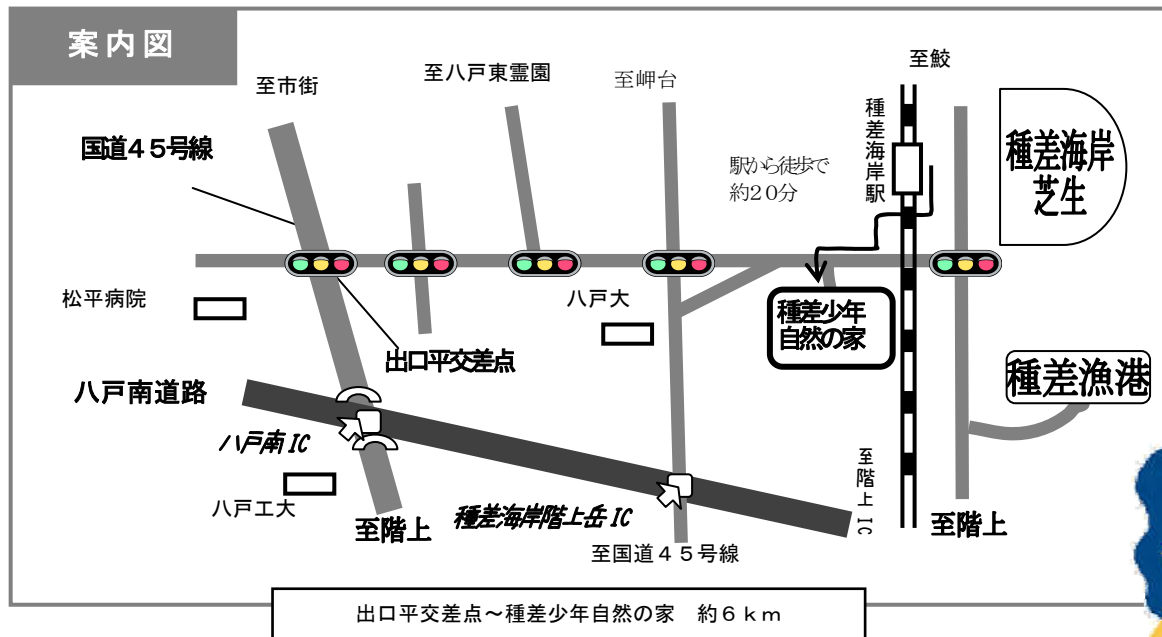 案内図
至市街
至八戸東霊園
至岬台
至鮫
国道４５号線
駅から徒歩で
約２０分
種差海岸駅
種差海岸
芝生
松平病院
八戸大
種差少年
自然の家
出口平交差点
種差漁港
八戸南道路
八戸南 IC
八戸工大
至階上
種差海岸階上岳 IC
至階上ＩＣ
至階上
至国道４５号線
出口平交差点～種差少年自然の家　約６ｋｍ